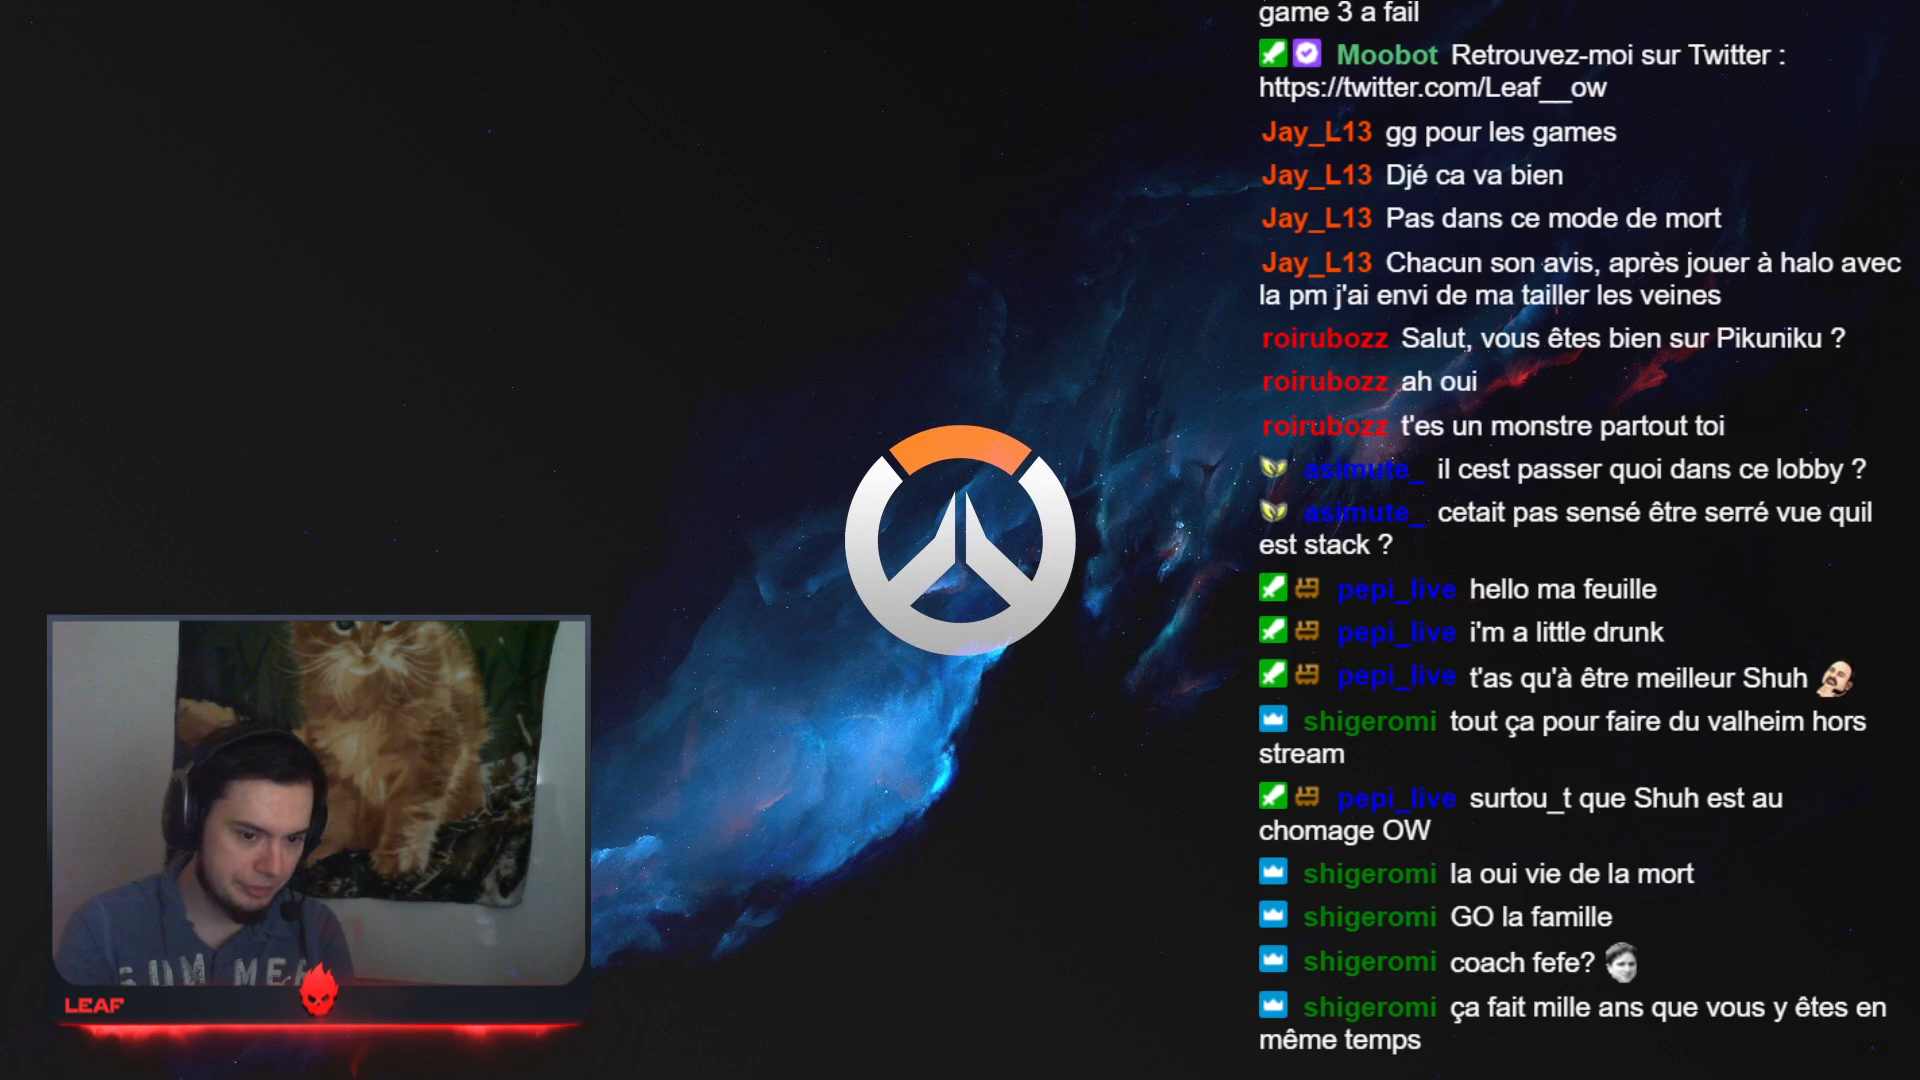 game 3 a fail
Moobot Retrouvez-moi sur Twitter :
https://twitter.com/Leaf__ow
Jay_L13 gg pour les games
Jay_L13 Djé ca va bien
Jay_L13 Pas dans ce mode de mort
Jay_L13 Chacun son avis, après jouer à halo avec
la pm j'ai envi de ma tailler les veines
roirubozz Salut, vous êtes bien sur Pikuniku ?
roirubozz ah oui
roirubozz t'es un monstre partout toi
asimute_ il cest passer quoi dans ce lobby ?
asimute_ cetait pas sensé être serré vue quil
est stack ?
pepi_live hello ma feuille
pepi_live i'm a little drunk
pepi_live t'as qu'à être meilleur Shuh
shigeromi tout ça pour faire du valheim hors
stream
pepi_live surtou_t que Shuh est au
chomage OW
shigeromi la oui vie de la mort
shigeromi GO la famille
shigeromi coach fefe?
shigeromi ça fait mille ans que vous y êtes en
même temps
LEAF